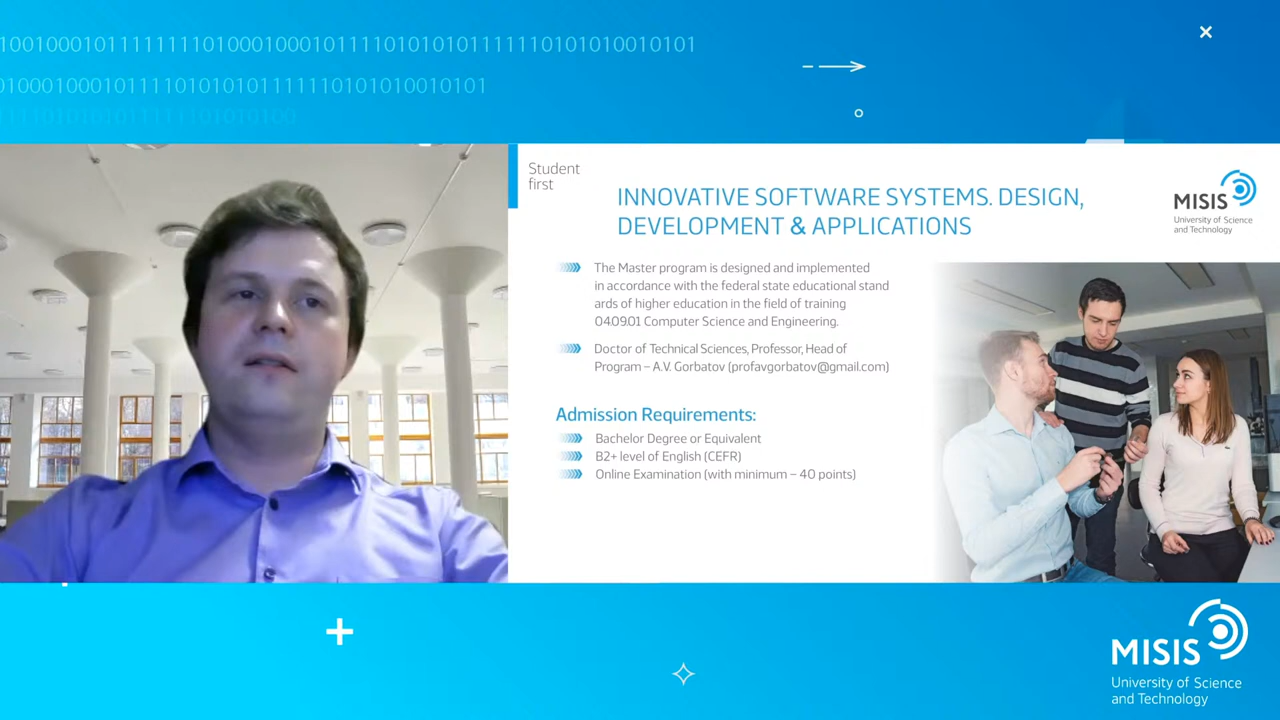 Student
first
INNOVATIVE SOFTWARE SYSTEMS. DESIGN,
DEVELOPMENT & APPLICATIONS
MISIS
University of Science
and Technology
The Master program is designed and implemented
in accordance with the federal state educational stand
ards of higher education in the field of training
04.09.01 Computer Science and Engineering.
Doctor of Technical Sciences, Professor, Head of
Program – A.V. Gorbatov (profavgorbatov@gmail.com)
Admission Requirements:
Bachelor Degree or Equivalent
B2+ level of English (CEFR)
Online Examination (with minimum – 40 points)
MISIS
University of Science
and Technology